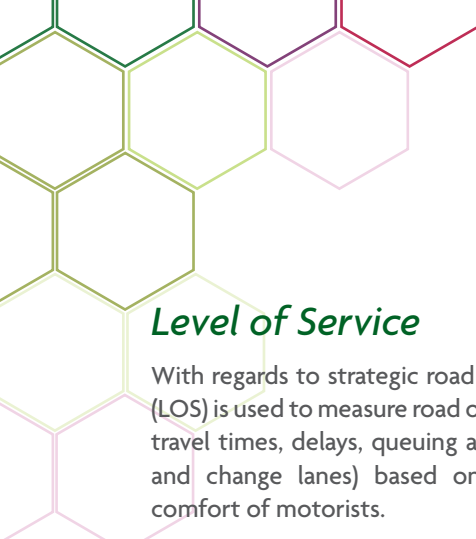 Level of Service
With regards to strategic road
(LOS) is used to measure road
travel times, delays, queuing
and change lanes) based
comfort of motorists.